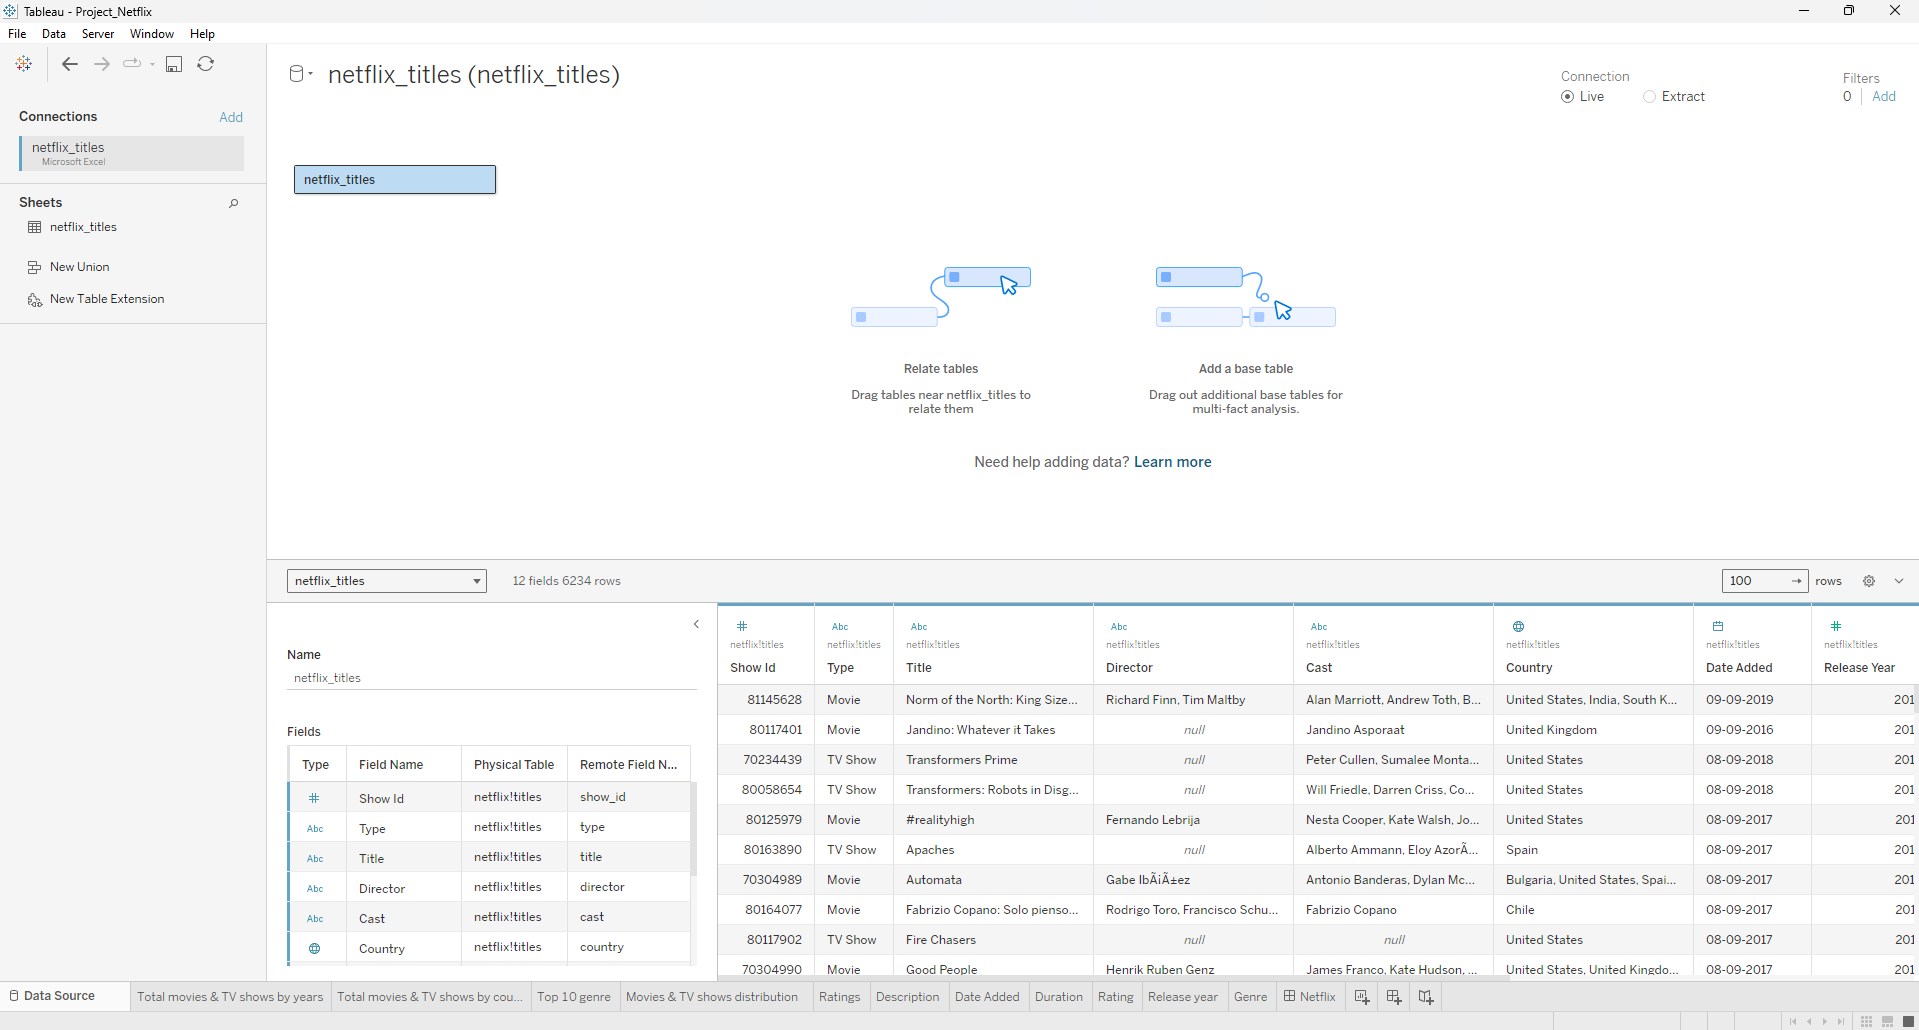 Tableau - Project_Netflix
File Data Server Window Help
netflix_titles (netflix_titles)
Connection
Live Extract
Filters
0 Add
Connections Add
netflix_titles
Microsoft Excel
netflix_titles
Sheets
netflix_titles
New Union
New Table Extension
Relate tables
Drag tables near netflix_titles to
relate them
Add a base table
Drag out additional base tables for
multi-fact analysis.
Need help adding data? Learn more
netflix_titles 12 fields 6234 rows 100 rows
Name
netflix_titles
Fields
Type Field Name Physical Table Remote Field N...
# Show Id netflix!titles show_id
Abc Type netflix!titles type
Abc Title netflix!titles title
Abc Director netflix!titles director
Abc Cast netflix!titles cast
Country netflix!titles country
# Abc Abc Abc Abc #
netflix!titles netflix!titles netflix!titles netflix!titles netflix!titles netflix!titles netflix!titles netflix!titles
Show Id Type Title Director Cast Country Date Added Release Year
81145628 Movie Norm of the North: King Size... Richard Finn, Tim Maltby Alan Marriott, Andrew Toth, B... United States, India, South K... 09-09-2019 201
80117401 Movie Jandino: Whatever it Takes null Jandino Asporaat United Kingdom 09-09-2016 201
70234439 TV Show Transformers Prime null Peter Cullen, Sumalee Monta... United States 08-09-2018 201
80058654 TV Show Transformers: Robots in Disg... null Will Friedle, Darren Criss, Co... United States 08-09-2018 201
80125979 Movie #realityhigh Fernando Lebrija Nesta Cooper, Kate Walsh, Jo... United States 08-09-2017 201
80163890 TV Show Apaches null Alberto Ammann, Eloy AzorÃ... Spain 08-09-2017 201
70304989 Movie Automata Gabe IbÃ¡Ã±ez Antonio Banderas, Dylan Mc... Bulgaria, United States, Spai... 08-09-2017 201
80164077 Movie Fabrizio Copano: Solo pienso... Rodrigo Toro, Francisco Schu... Fabrizio Copano Chile 08-09-2017 201
80117902 TV Show Fire Chasers null null United States 08-09-2017 201
70304990 Movie Good People Henrik Ruben Genz James Franco, Kate Hudson, ... United States, United Kingdo... 08-09-2017 201
Data Source Total movies & TV shows by years Total movies & TV shows by cou... Top 10 genre Movies & TV shows distribution Ratings Description Date Added Duration Rating Release year Genre Netflix